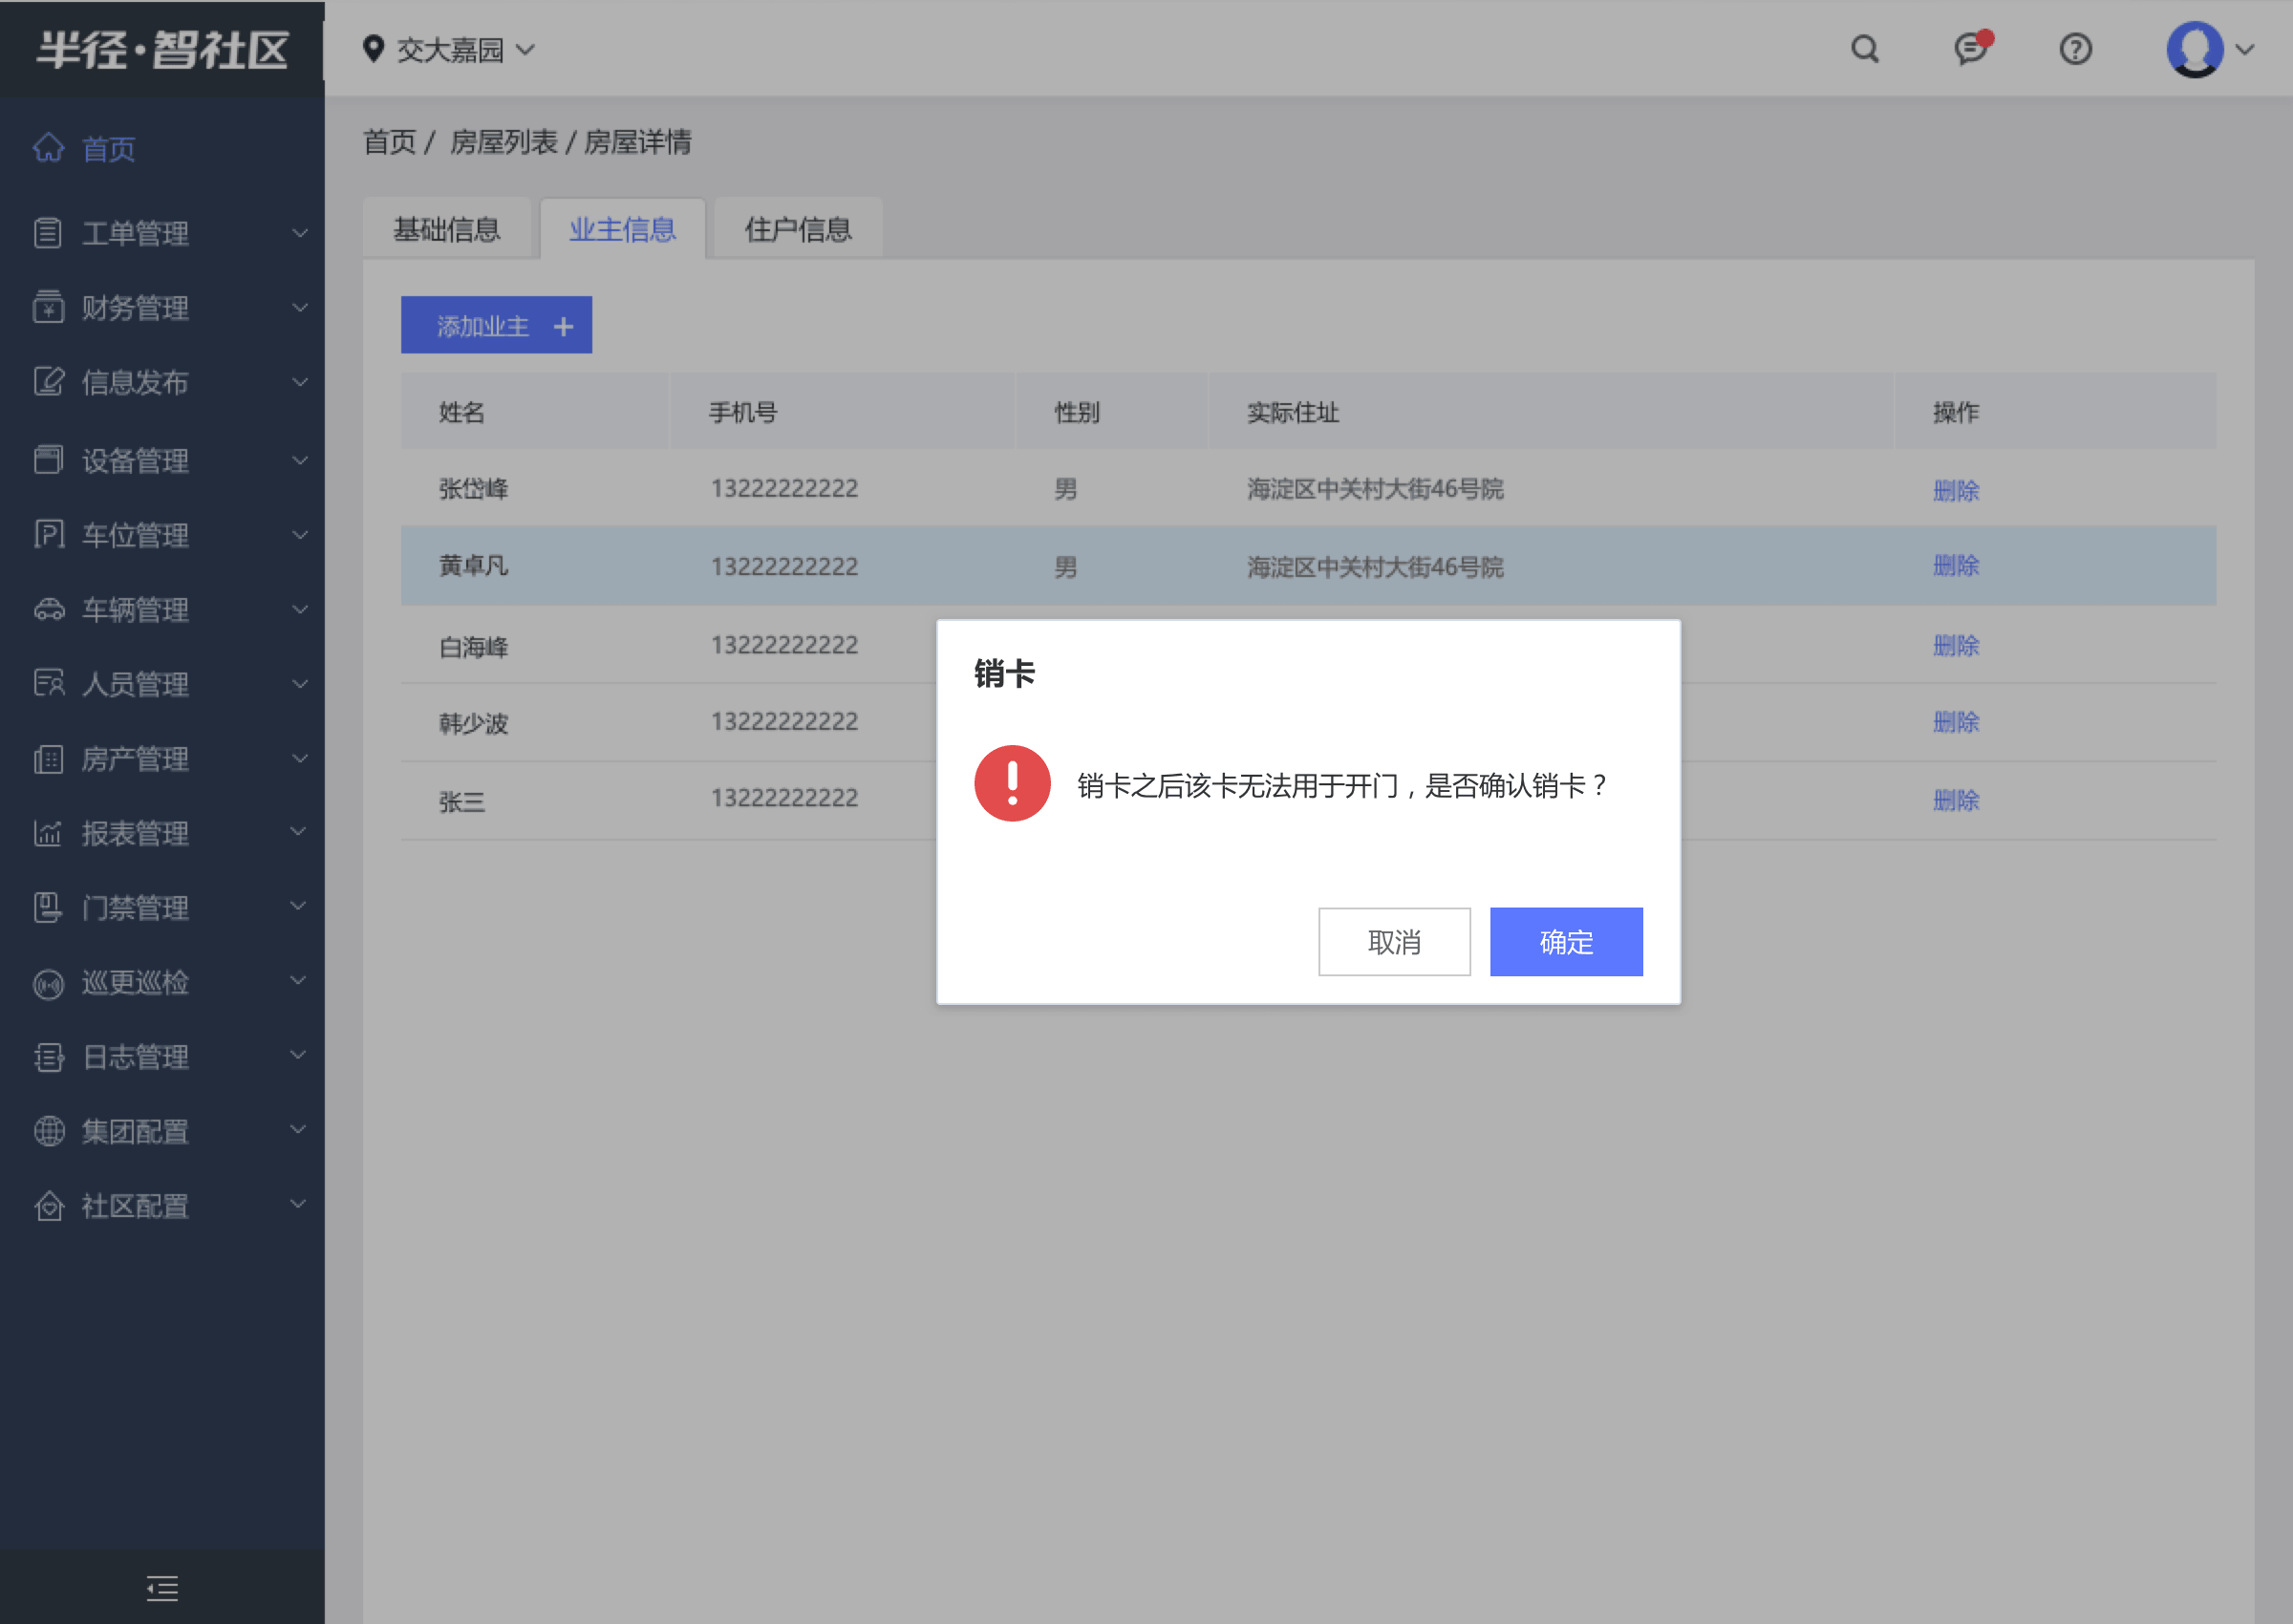 半径·智社区
交大嘉园
首页
工单管理
财务管理
信息发布
设备管理
车位管理
车辆管理
人员管理
房产管理
报表管理
门禁管理
巡更巡检
日志管理
集团配置
社区配置
首页 / 房屋列表 / 房屋详情
基础信息 业主信息 住户信息
添加业主 +
姓名 手机号 性别 实际住址 操作
张岱峰 13222222222 男 海淀区中关村大街46号院 删除
黄卓凡 13222222222 男 海淀区中关村大街46号院 删除
白海峰 13222222222 删除
韩少波 13222222222 删除
张三 13222222222 删除
销卡
销卡之后该卡无法用于开门，是否确认销卡？
取消 确定